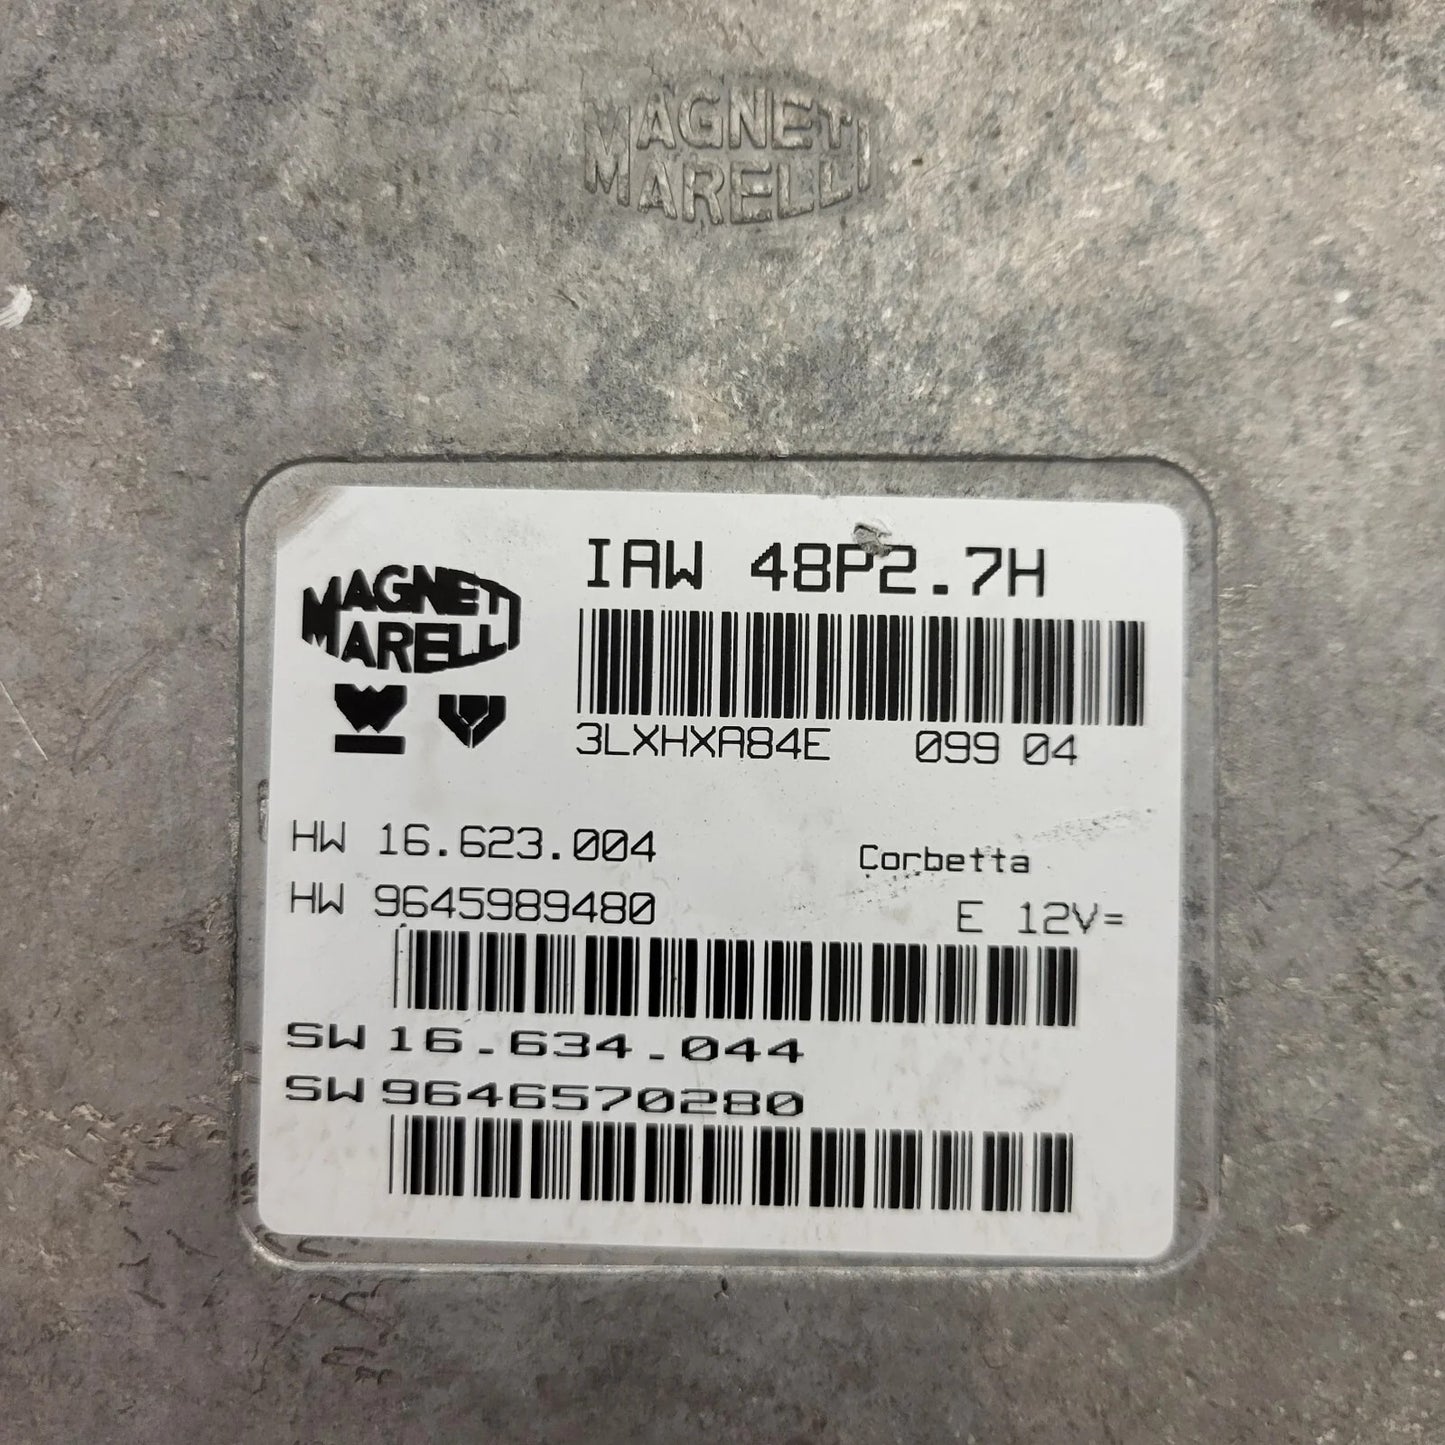 MAGNETI
MARELLI
IAW 48P2.7H
MAGNETI
MARELLI
3LXHXA84E 099 04
HW 16.623.004
Corbetta
HW 9645989480
E 12V=
SW 16.634.044
SW 9646570280